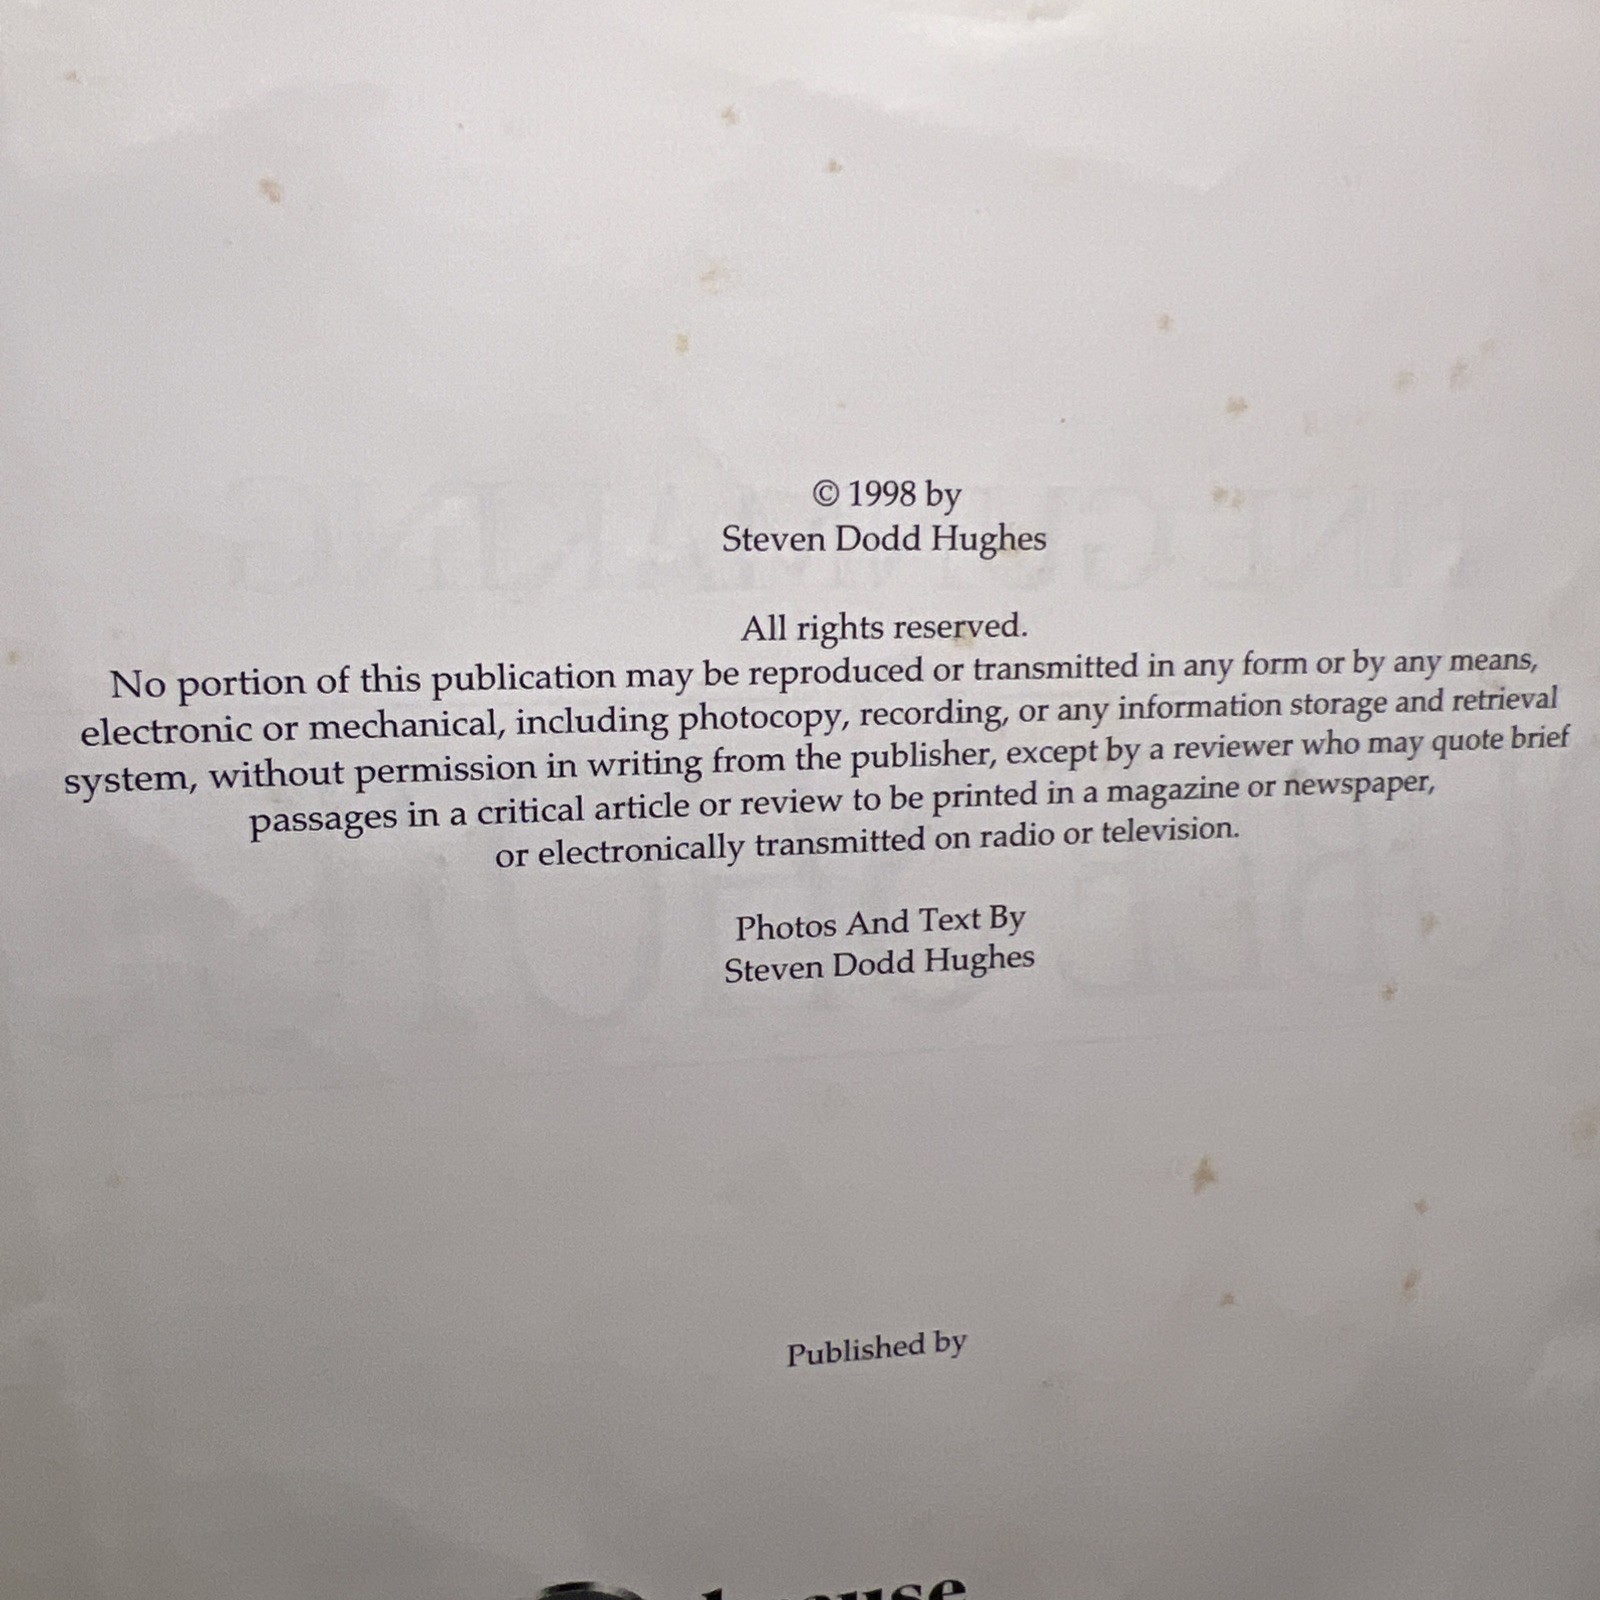 © 1998 by
Steven Dodd Hughes
All rights reserved.
No portion of this publication may be reproduced or transmitted in any form or by any means,
electronic or mechanical, including photocopy, recording, or any information storage and retrieval
system, without permission in writing from the publisher, except by a reviewer who may quote brief
passages in a critical article or review to be printed in a magazine or newspaper,
or electronically transmitted on radio or television.
Photos And Text By
Steven Dodd Hughes
Published by